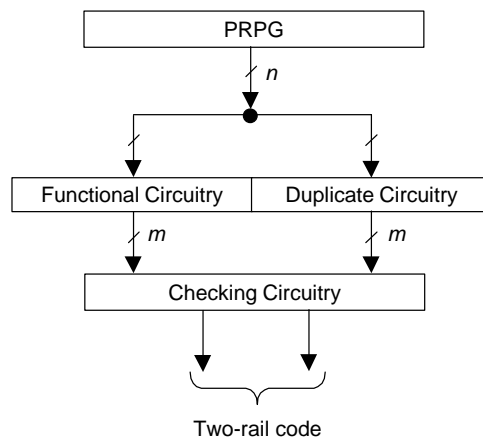 PRPG
n
Functional Circuitry
Duplicate Circuitry
m
m
Checking Circuitry
Two-rail code